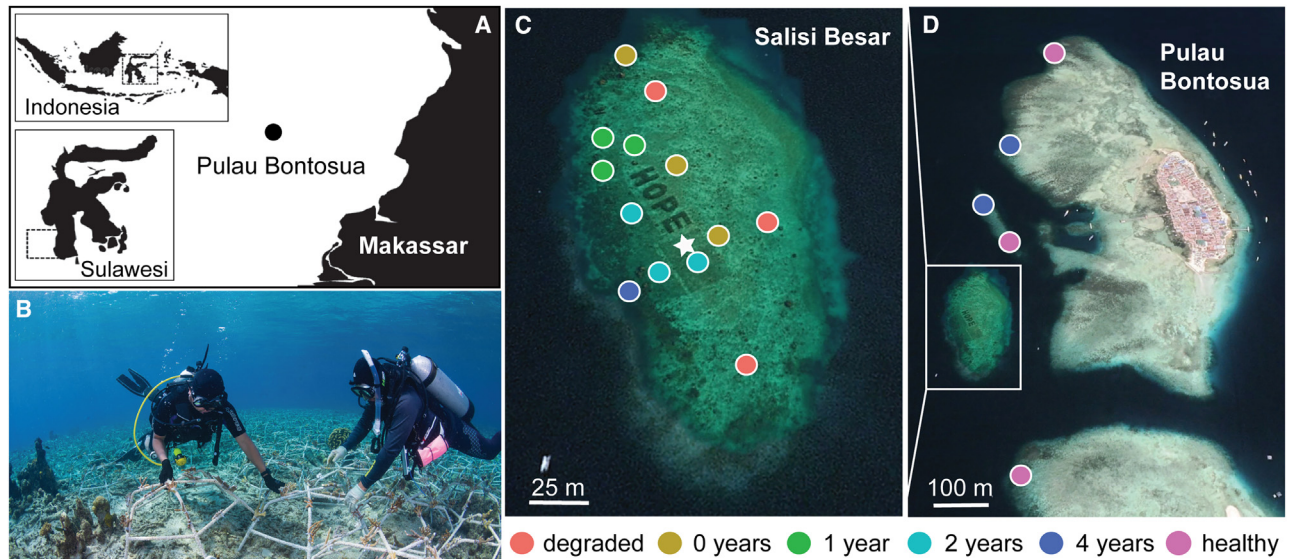 A
Indonesia
Pulau Bontosua
Sulawesi
Makassar
B
C
Salisi Besar
HOPE
25 m
D
Pulau
Bontosua
HOPE
100 m
degraded
0 years
1 year
2 years
4 years
healthy